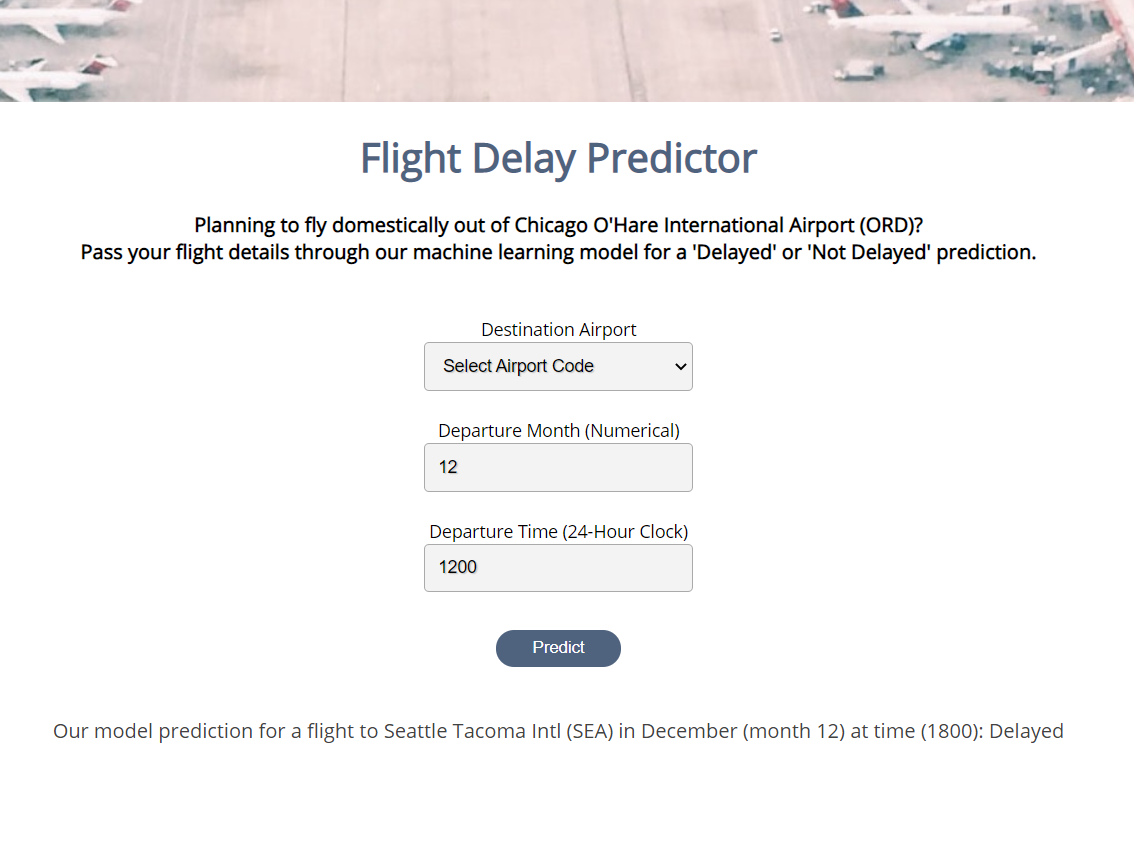 Flight Delay Predictor
Planning to fly domestically out of Chicago O'Hare International Airport (ORD)?
Pass your flight details through our machine learning model for a 'Delayed' or 'Not Delayed' prediction.
Destination Airport
Select Airport Code
Departure Month (Numerical)
12
Departure Time (24-Hour Clock)
1200
Predict
Our model prediction for a flight to Seattle Tacoma Intl (SEA) in December (month 12) at time (1800): Delayed